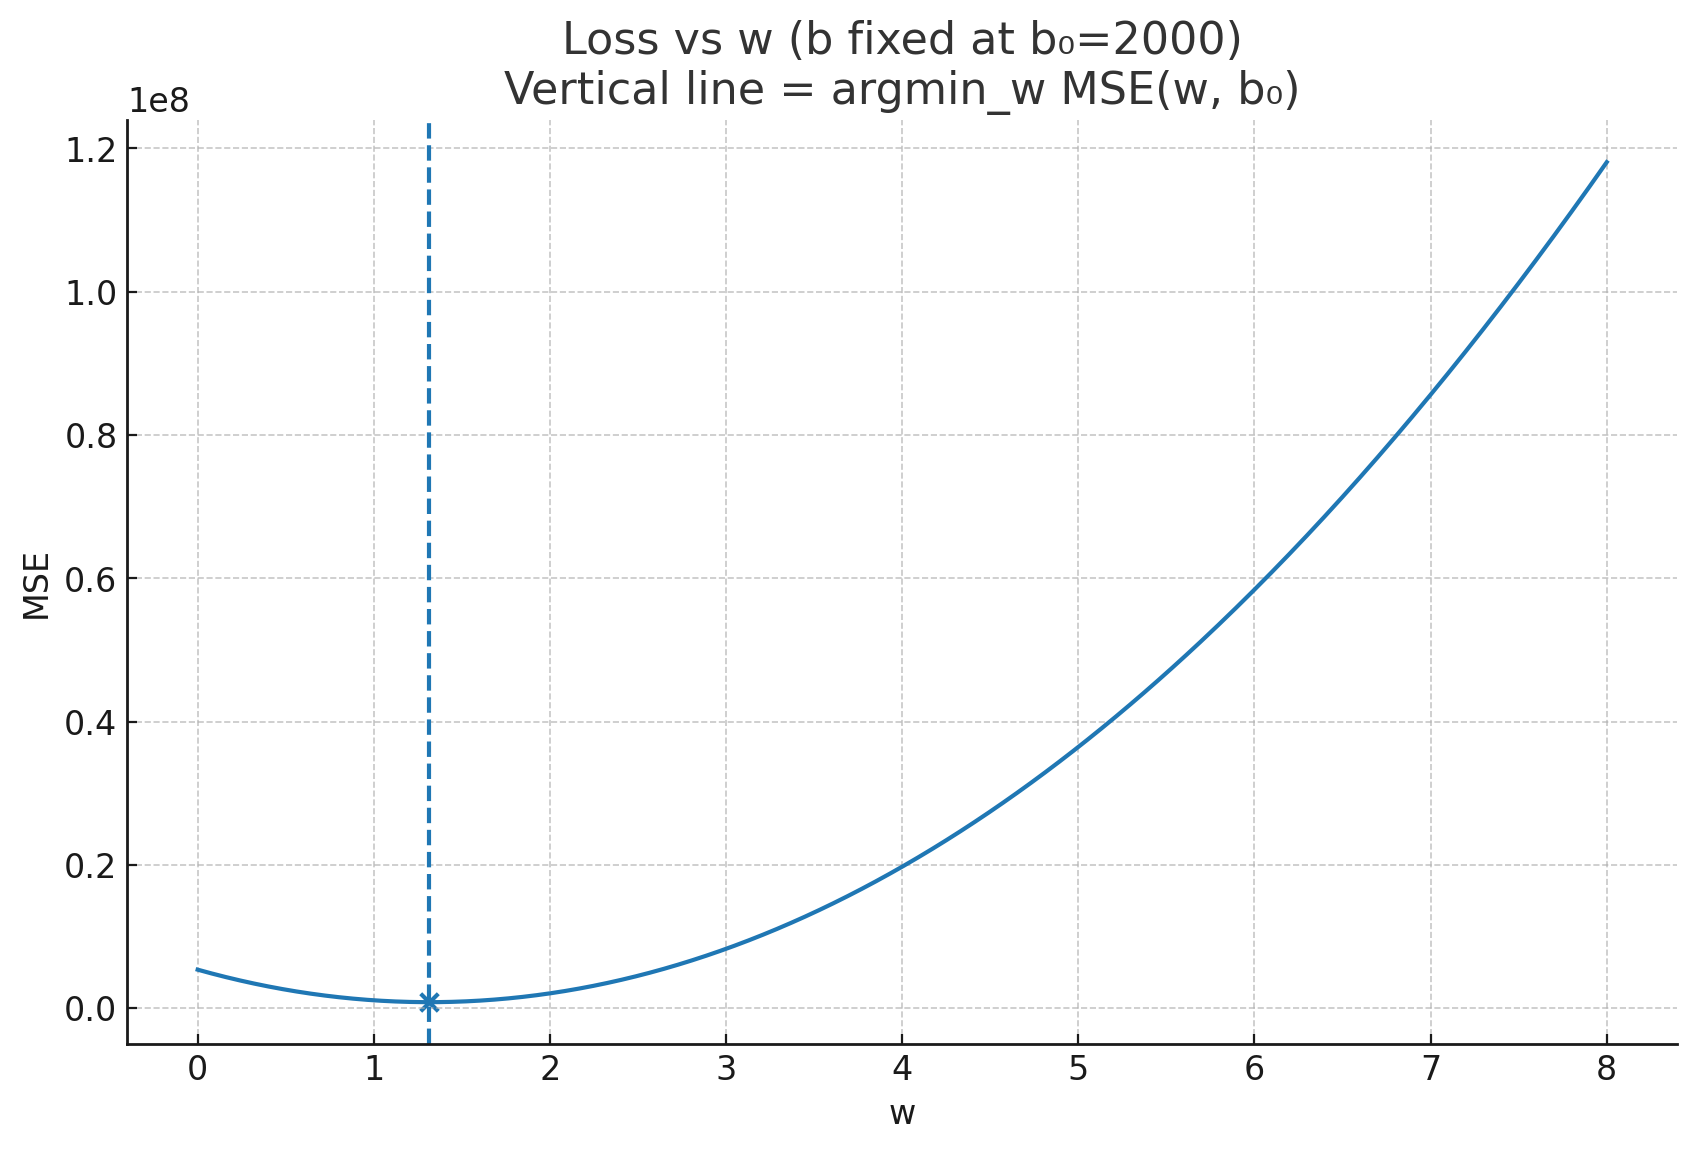 Loss vs w (b fixed at b₀=2000)
Vertical line = argmin_w MSE(w, b₀)
1e8
1.2
1.0
0.8
0.6
0.4
0.2
0.0
MSE
0 1 2 3 4 5 6 7 8
w